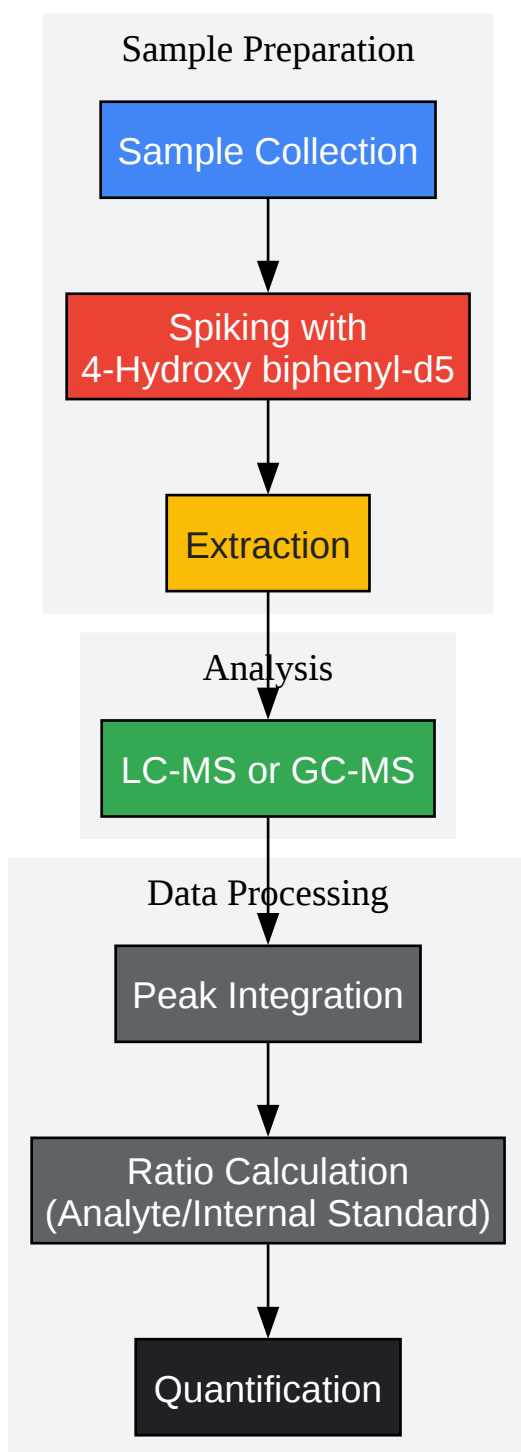 Sample Preparation
Sample Collection
Spiking with
4-Hydroxy biphenyl-d5
Extraction
Analysis
LC-MS or GC-MS
Data Processing
Peak Integration
Ratio Calculation
(Analyte/Internal Standard)
Quantification